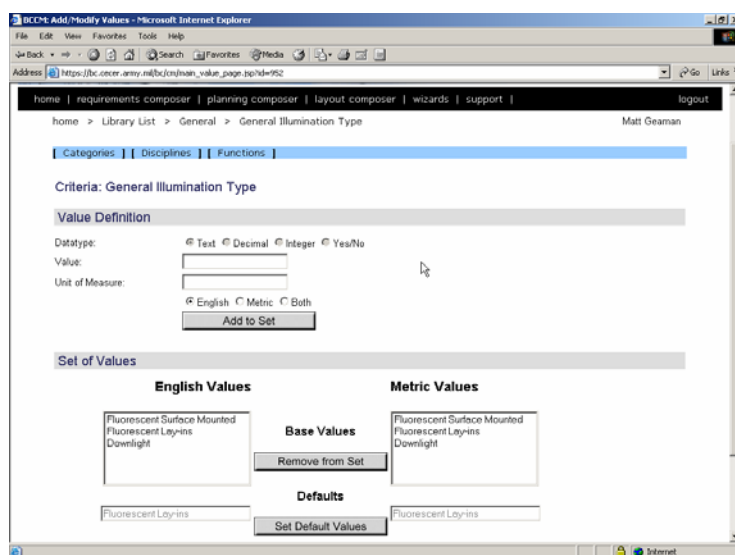 BCCM: Add/Modify Values - Microsoft Internet Explorer
File Edit View Favorites Tools Help
Back Search Favorites Media
Address https://bc.cecer.army.mil/bc/cm/main_value_page.jsp?id=952 Go Links
home | requirements composer | planning composer | layout composer | wizards | support | logout
home > Library List > General > General Illumination Type Matt Geaman
[ Categories ] [ Disciplines ] [ Functions ]
Criteria: General Illumination Type
Value Definition
Datatype: Text Decimal Integer Yes/No
Value:
Unit of Measure:
English Metric Both
Add to Set
Set of Values
English Values Metric Values
Fluorescent Surface Mounted Fluorescent Surface Mounted
Fluorescent Lay-ins Base Values Fluorescent Lay-ins
Downlight Downlight
Remove from Set
Defaults
Fluorescent Lay-ins Fluorescent Lay-ins
Set Default Values
Internet